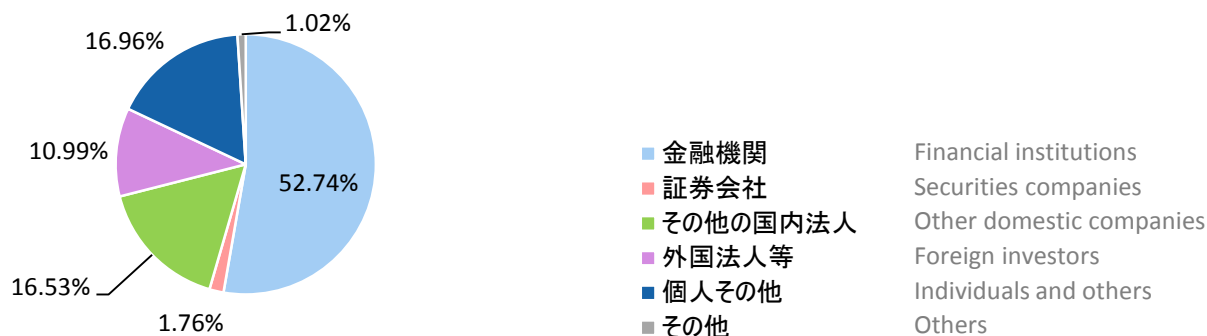 1.02%
16.96%
10.99%
52.74%
16.53%
1.76%
金融機関 Financial institutions
証券会社 Securities companies
その他の国内法人 Other domestic companies
外国法人等 Foreign investors
個人その他 Individuals and others
その他 Others